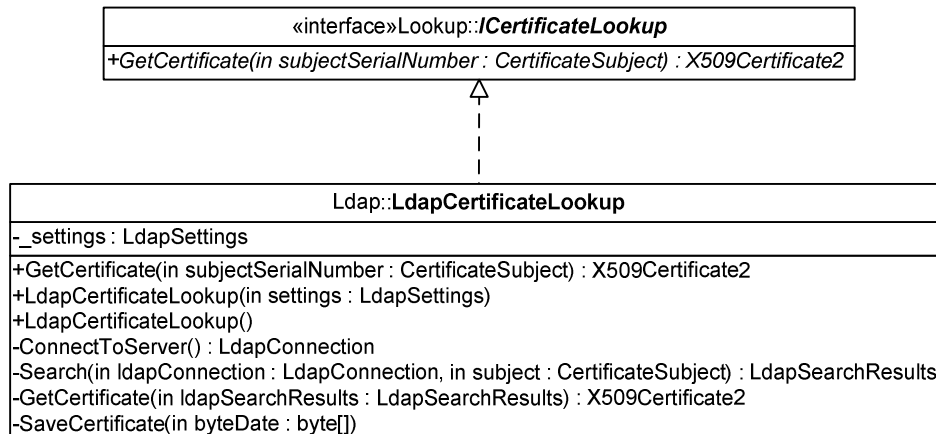 «interface»Lookup::ICertificateLookup
+GetCertificate(in subjectSerialNumber : CertificateSubject) : X509Certificate2
Ldap::LdapCertificateLookup
-_settings : LdapSettings
+GetCertificate(in subjectSerialNumber : CertificateSubject) : X509Certificate2
+LdapCertificateLookup(in settings : LdapSettings)
+LdapCertificateLookup()
-ConnectToServer() : LdapConnection
-Search(in ldapConnection : LdapConnection, in subject : CertificateSubject) : LdapSearchResults
-GetCertificate(in ldapSearchResults : LdapSearchResults) : X509Certificate2
-SaveCertificate(in byteDate : byte[])